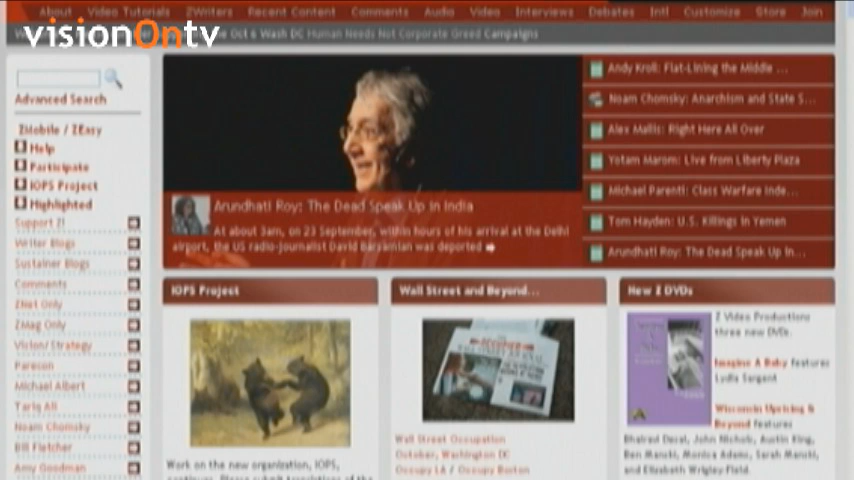 About Video Tutorials ZWriters Recent Content Comments Audio Video Interviews Debates Intl Customize Store Join
visionOntv
Oct 6 Wash DC Human Needs Not Corporate Greed Campaigns
Advanced Search
ZMobile / ZEasy
Help
Participate
IOPS Project
Highlighted
Support Z!
Writer Blogs
Sustainer Blogs
Comments
ZNet Only
ZMag Only
Vision/Strategy
Parecon
Michael Albert
Tariq Ali
Noam Chomsky
Bill Fletcher
Amy Goodman
Arundhati Roy: The Dead Speak Up in India
At about 3am, on 23 September, within hours of his arrival at the Delhi
airport, the US radio-journalist David Barsamian was deported
Andy Kroll: Flat-Lining the Middle ...
Noam Chomsky: Anarchism and State S...
Alex Mallis: Right Here All Over
Yotam Marom: Live from Liberty Plaza
Michael Parenti: Class Warfare Inde...
Tom Hayden: U.S. Killings in Yemen
Arundhati Roy: The Dead Speak Up in...
IOPS Project
Work on the new organization, IOPS,
Wall Street and Beyond...
Wall Street Occupation
October, Washington DC
Occupy LA / Occupy Boston
New Z DVDs
Z Video Productions
three new DVDs.
Imagine A Baby features
Lydia Sargent
Wisconsin Uprising &
Beyond features
Bhairavi Desai, John Nichols, Austin King,
Ben Manski, Monica Adams, Sarah Manski,
and Elizabeth Wrigley-Field.